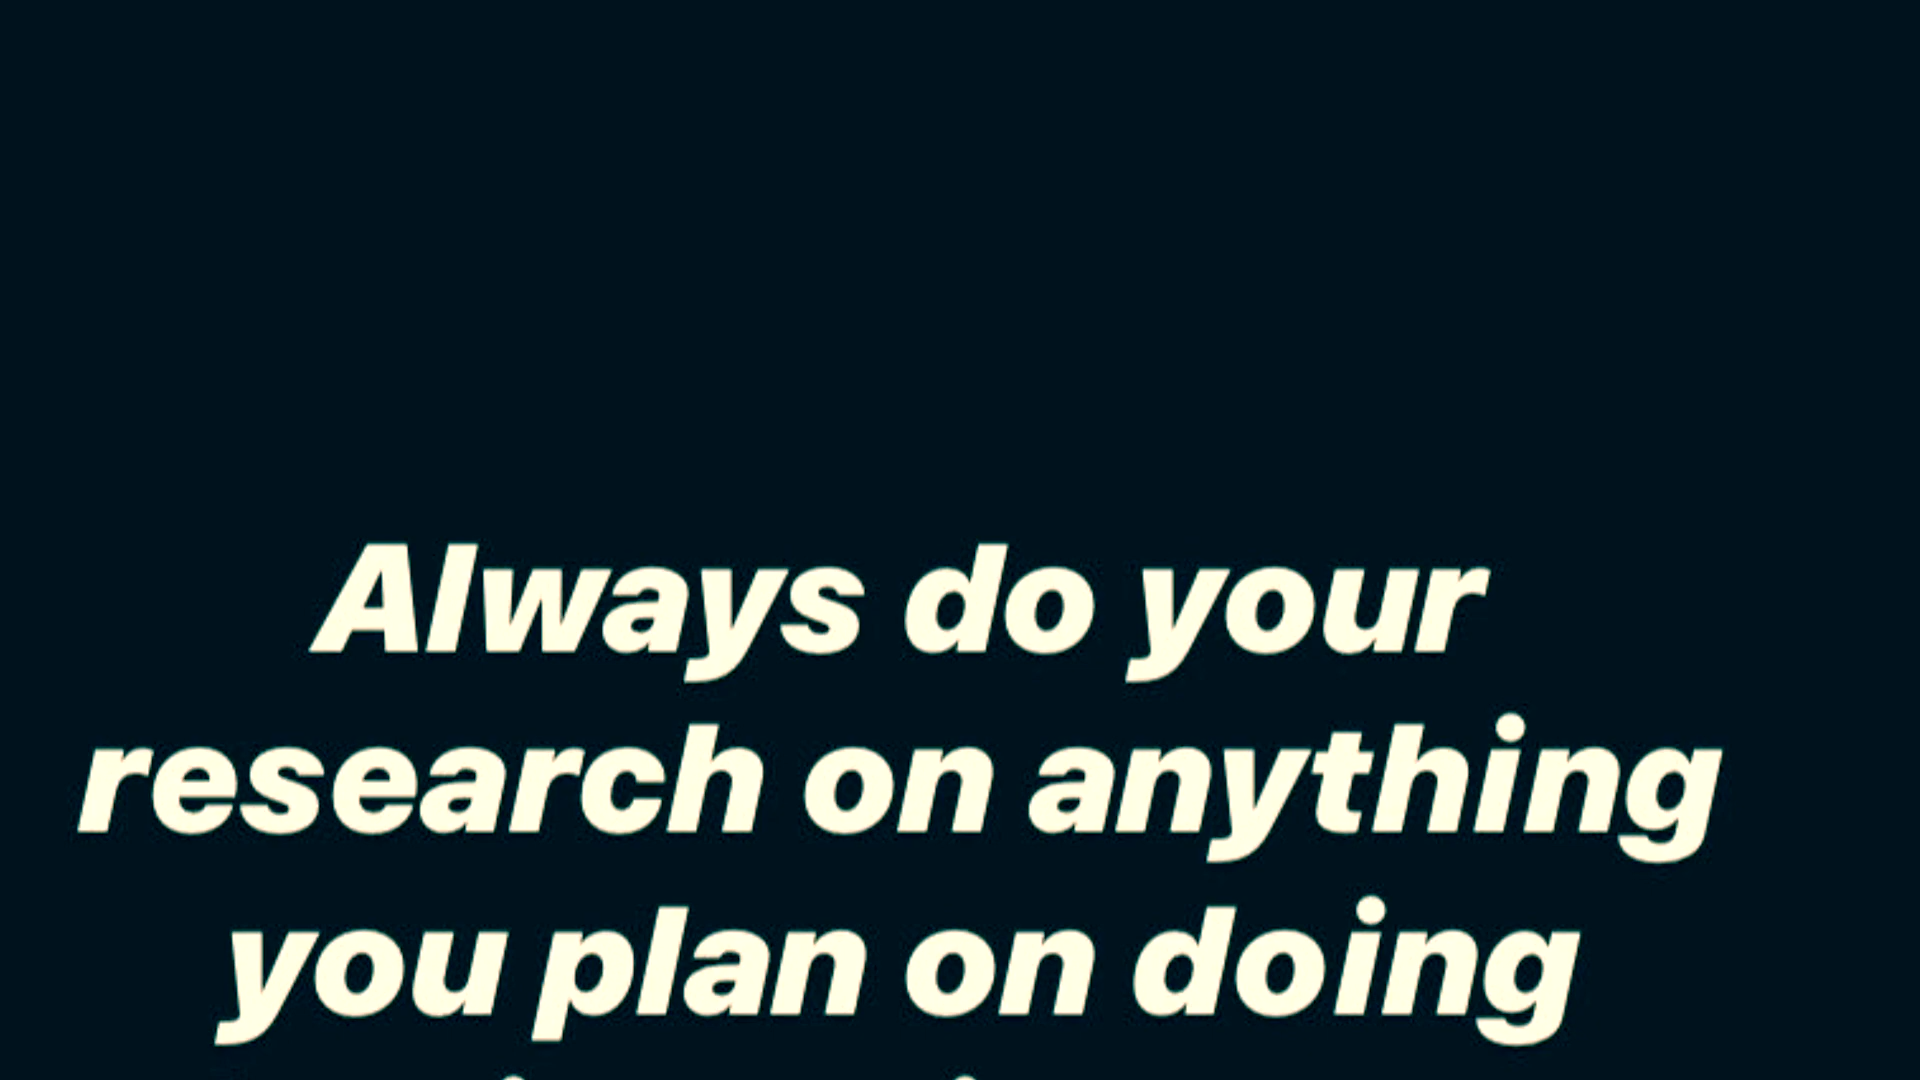 Always do your
research on anything
you plan on doing